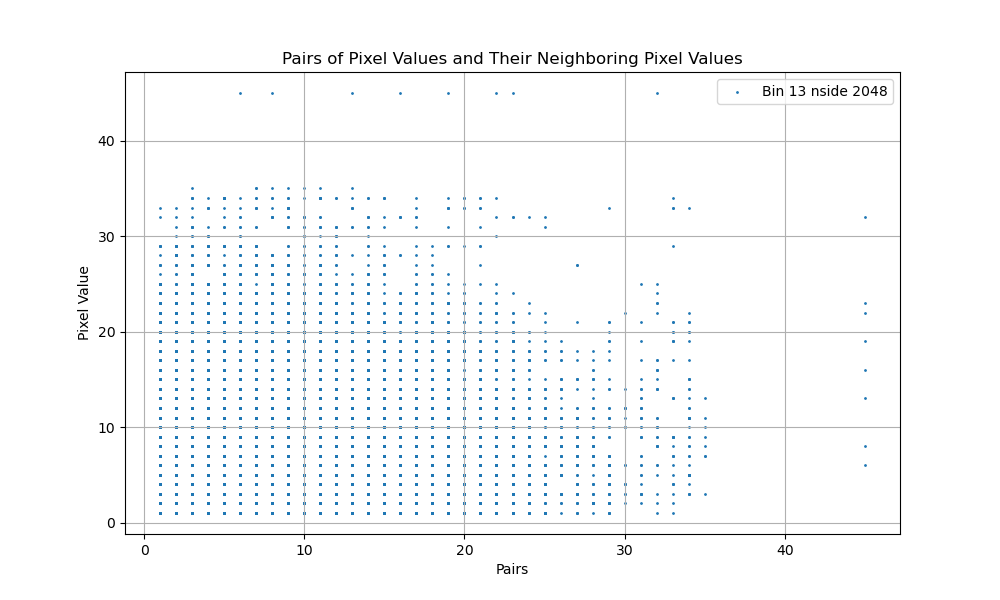 Pairs of Pixel Values and Their Neighboring Pixel Values
Bin 13 nside 2048
40
30
20
10
0
Pixel Value
0 10 20 30 40
Pairs